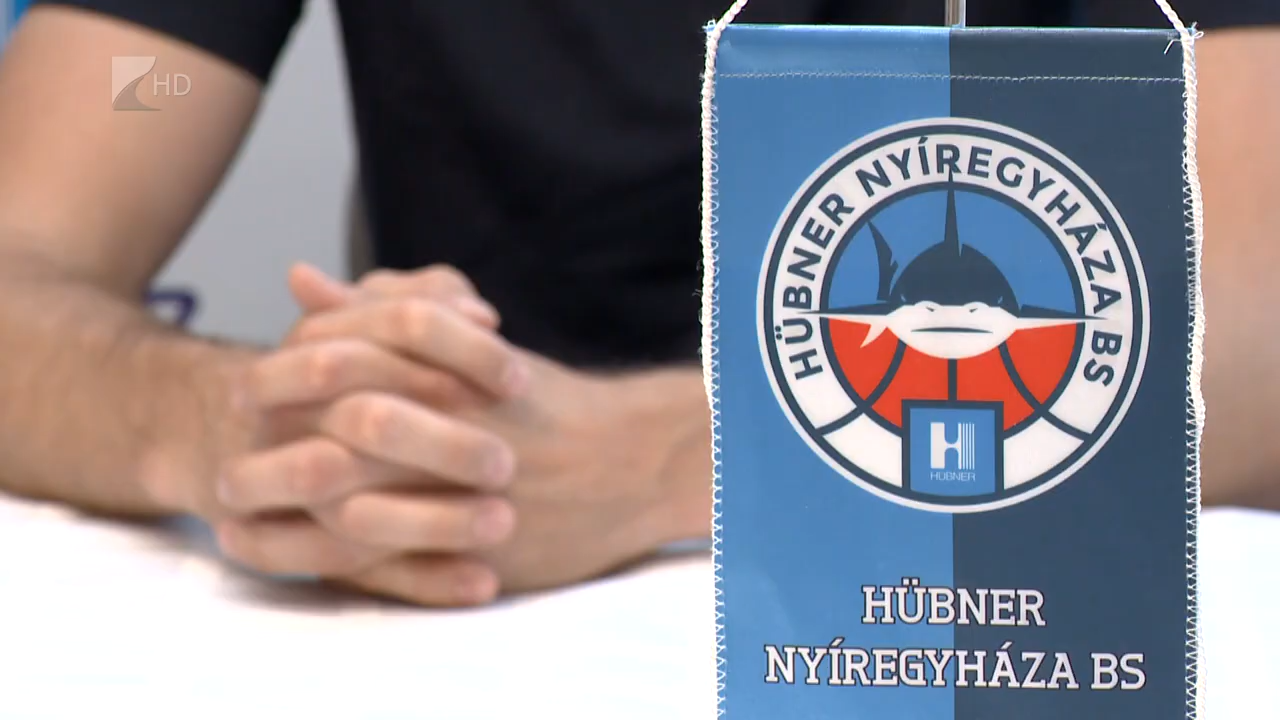 HD
HÜBNER NYÍREGYHÁZA BS
H
HÜBNER
HÜBNER
NYÍREGYHÁZA BS